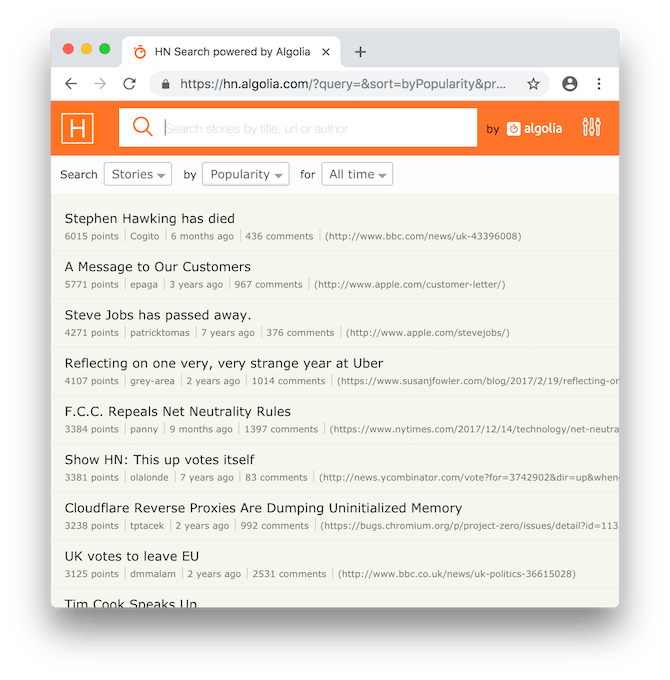 HN Search powered by Algolia
https://hn.algolia.com/?query=&sort=byPopularity&pr...
H Search stories by title, url or author by algolia
Search Stories by Popularity for All time
Stephen Hawking has died
6015 points Cogito 6 months ago 436 comments (http://www.bbc.com/news/uk-43396008)
A Message to Our Customers
5771 points epaga 3 years ago 967 comments (http://www.apple.com/customer-letter/)
Steve Jobs has passed away.
4271 points patricktomas 7 years ago 376 comments (http://www.apple.com/stevejobs/)
Reflecting on one very, very strange year at Uber
4107 points grey-area 2 years ago 1014 comments (https://www.susanjfowler.com/blog/2017/2/19/reflecting-or
F.C.C. Repeals Net Neutrality Rules
3384 points panny 9 months ago 1397 comments (https://www.nytimes.com/2017/12/14/technology/net-neutra
Show HN: This up votes itself
3381 points olalonde 7 years ago 83 comments (http://news.ycombinator.com/vote?for=3742902&dir=up&when
Cloudflare Reverse Proxies Are Dumping Uninitialized Memory
3238 points tptacek 2 years ago 992 comments (https://bugs.chromium.org/p/project-zero/issues/detail?id=113
UK votes to leave EU
3125 points dmmalam 2 years ago 2531 comments (http://www.bbc.co.uk/news/uk-politics-36615028)
Tim Cook Speaks Up